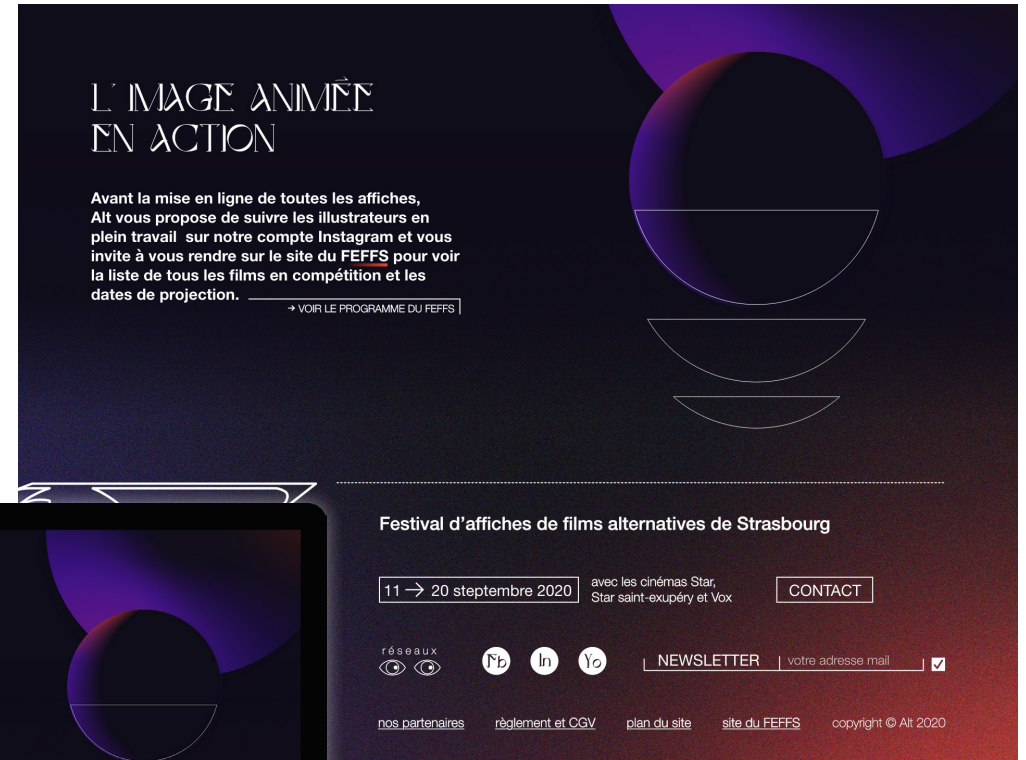 L' IMAGE ANIMÉE
EN ACTION
Avant la mise en ligne de toutes les affiches,
Alt vous propose de suivre les illustrateurs en
plein travail sur notre compte Instagram et vous
invite à vous rendre sur le site du FEFFS pour voir
la liste de tous les films en compétition et les
dates de projection.
→ VOIR LE PROGRAMME DU FEFFS
Festival d'affiches de films alternatives de Strasbourg
11 → 20 steptembre 2020
avec les cinémas Star,
Star saint-exupéry et Vox
CONTACT
réseaux
Fb In Yo
NEWSLETTER votre adresse mail
nos partenaires règlement et CGV plan du site site du FEFFS copyright © Alt 2020